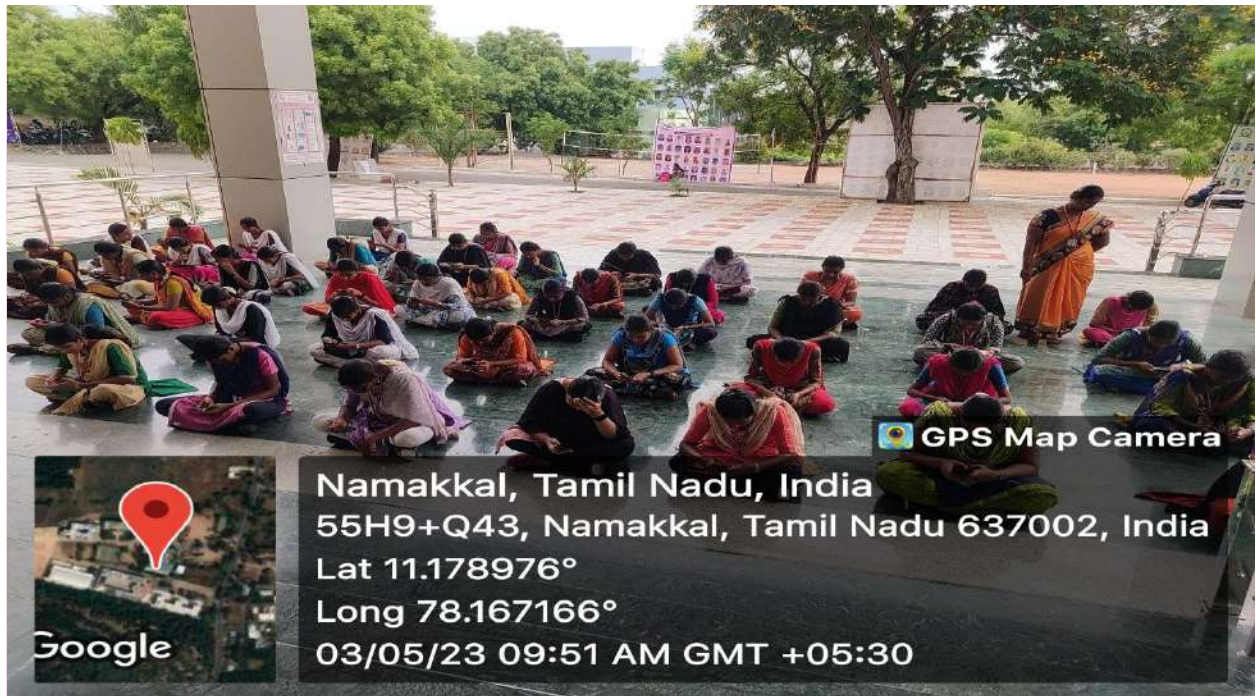 GPS Map Camera
Namakkal, Tamil Nadu, India
55H9+Q43, Namakkal, Tamil Nadu 637002, India
Lat 11.178976°
Long 78.167166°
03/05/23 09:51 AM GMT +05:30
Google